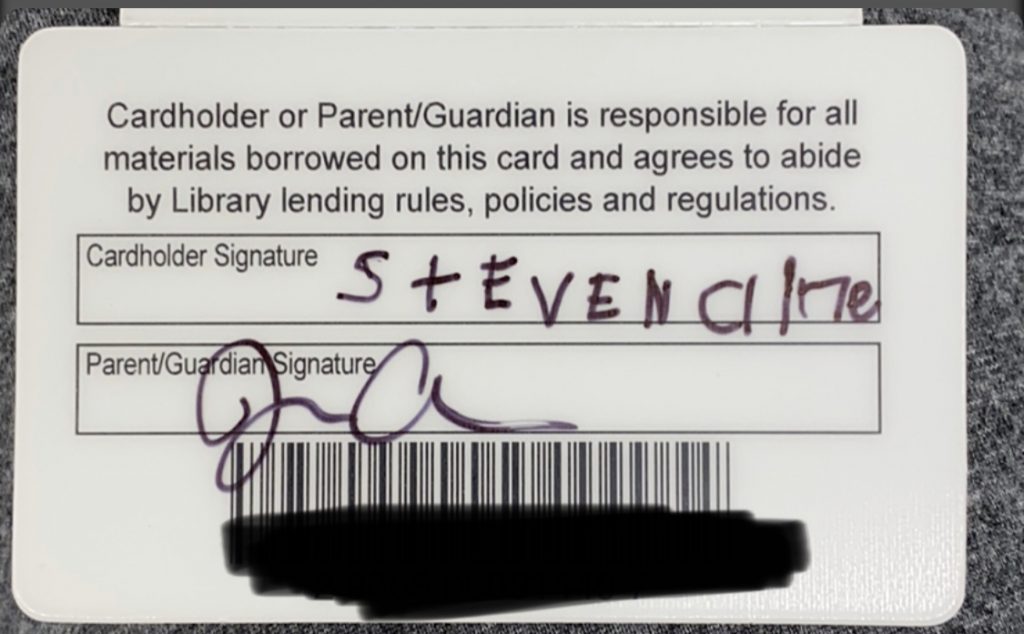 Cardholder or Parent/Guardian is responsible for all
materials borrowed on this card and agrees to abide
by Library lending rules, policies and regulations.
Cardholder Signature StEVEN
Parent/Guardian Signature